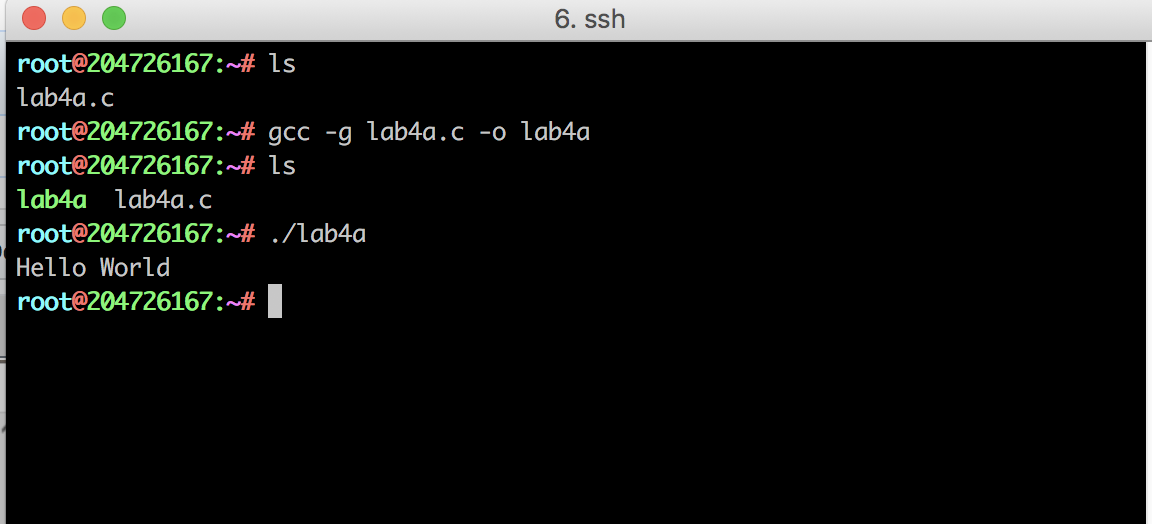 6. ssh
root@204726167:~# ls
lab4a.c
root@204726167:~# gcc -g lab4a.c -o lab4a
root@204726167:~# ls
lab4a  lab4a.c
root@204726167:~# ./lab4a
Hello World
root@204726167:~#